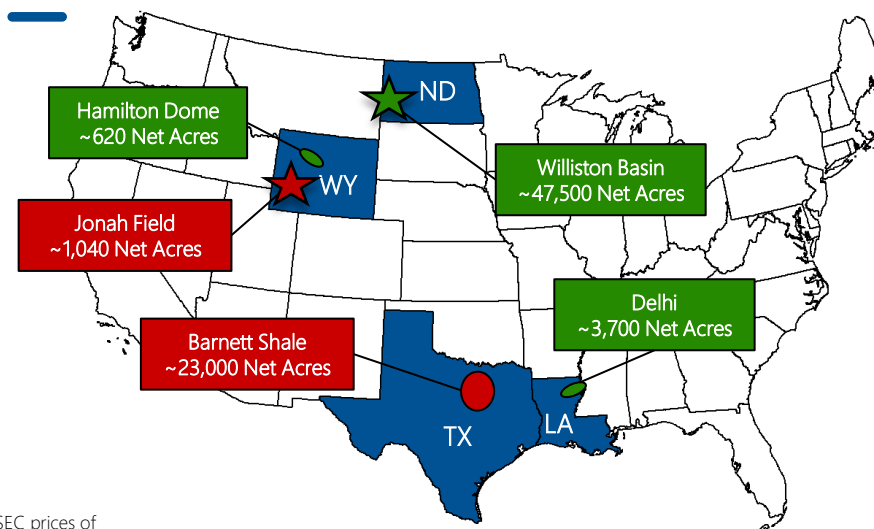 ND
Hamilton Dome
~620 Net Acres
Williston Basin
~47,500 Net Acres
WY
Jonah Field
~1,040 Net Acres
Delhi
~3,700 Net Acres
Barnett Shale
~23,000 Net Acres
TX
LA
SEC prices of